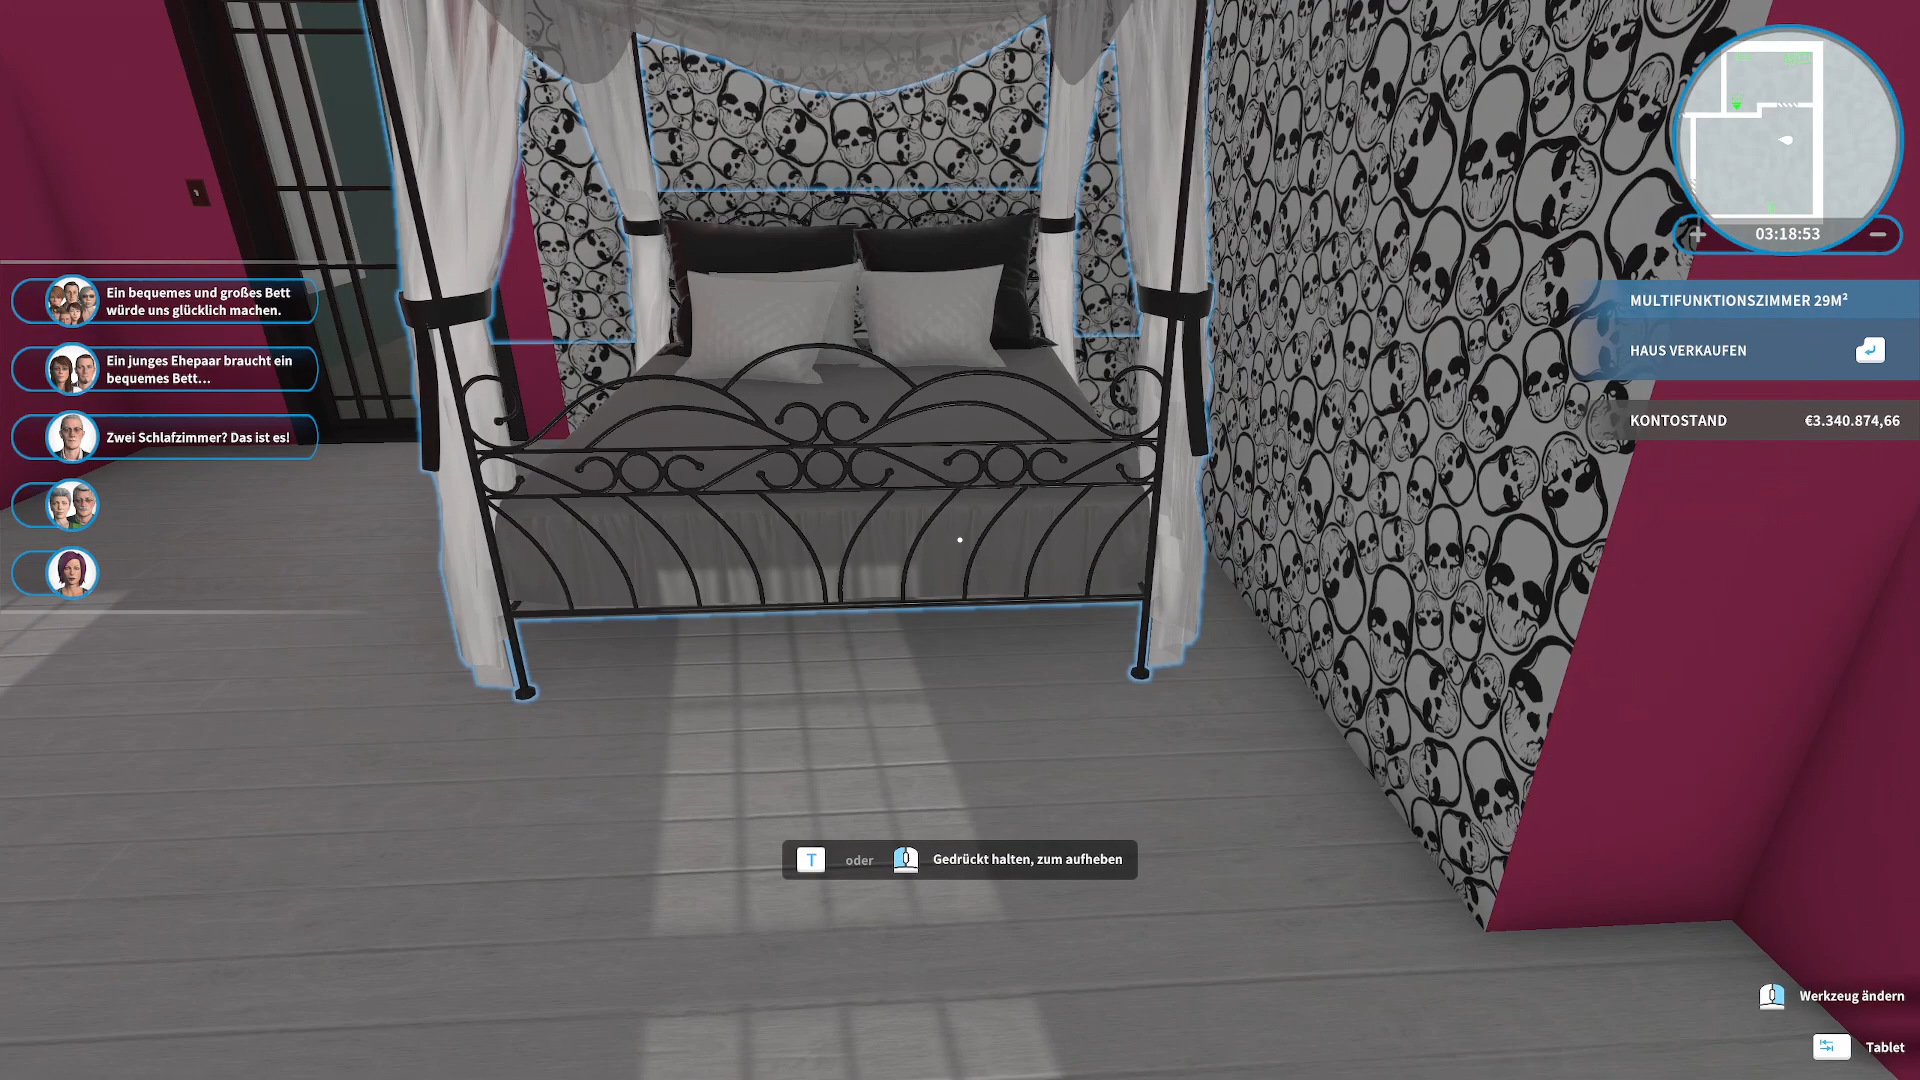 03:18:53
Ein bequemes und großes Bett
würde uns glücklich machen.
Ein junges Ehepaar braucht ein
bequemes Bett...
Zwei Schlafzimmer? Das ist es!
MULTIFUNKTIONSZIMMER 29M²
HAUS VERKAUFEN
KONTOSTAND €3.340.874,66
T oder Gedrückt halten, zum aufheben
Werkzeug ändern
Tablet